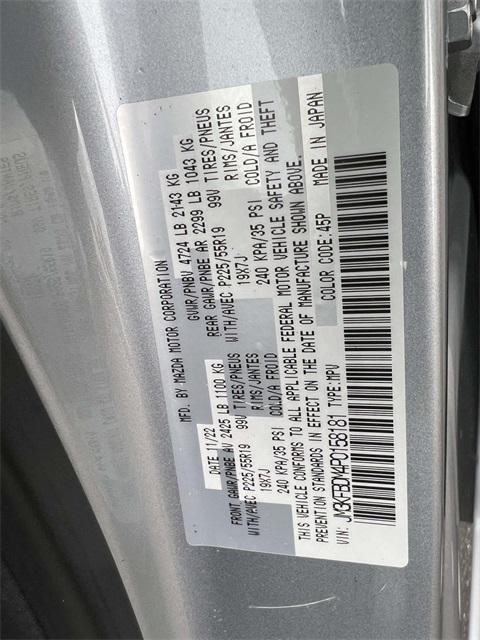 MFD. BY MAZDA MOTOR CORPORATION
DATE 11/22 GVWR/PNBV 4724 LB 2143 KG
FRONT GAWR/PNBE AV 2425 LB 1100 KG REAR GAWR/PNBE AR 2299 LB 1043 KG
WITH/AVEC P225/55R19 99V TIRES/PNEUS WITH/AVEC P225/55R19 99V TIRES/PNEUS
19X7J RIMS/JANTES 19X7J RIMS/JANTES
240 KPA/35 PSI COLD/A FROID 240 KPA/35 PSI COLD/A FROID
THIS VEHICLE CONFORMS TO ALL APPLICABLE FEDERAL MOTOR VEHICLE SAFETY AND THEFT
PREVENTION STANDARDS IN EFFECT ON THE DATE OF MANUFACTURE SHOWN ABOVE.
VIN: JM3KFBDM4P0158181 TYPE:MPV COLOR CODE:45P MADE IN JAPAN